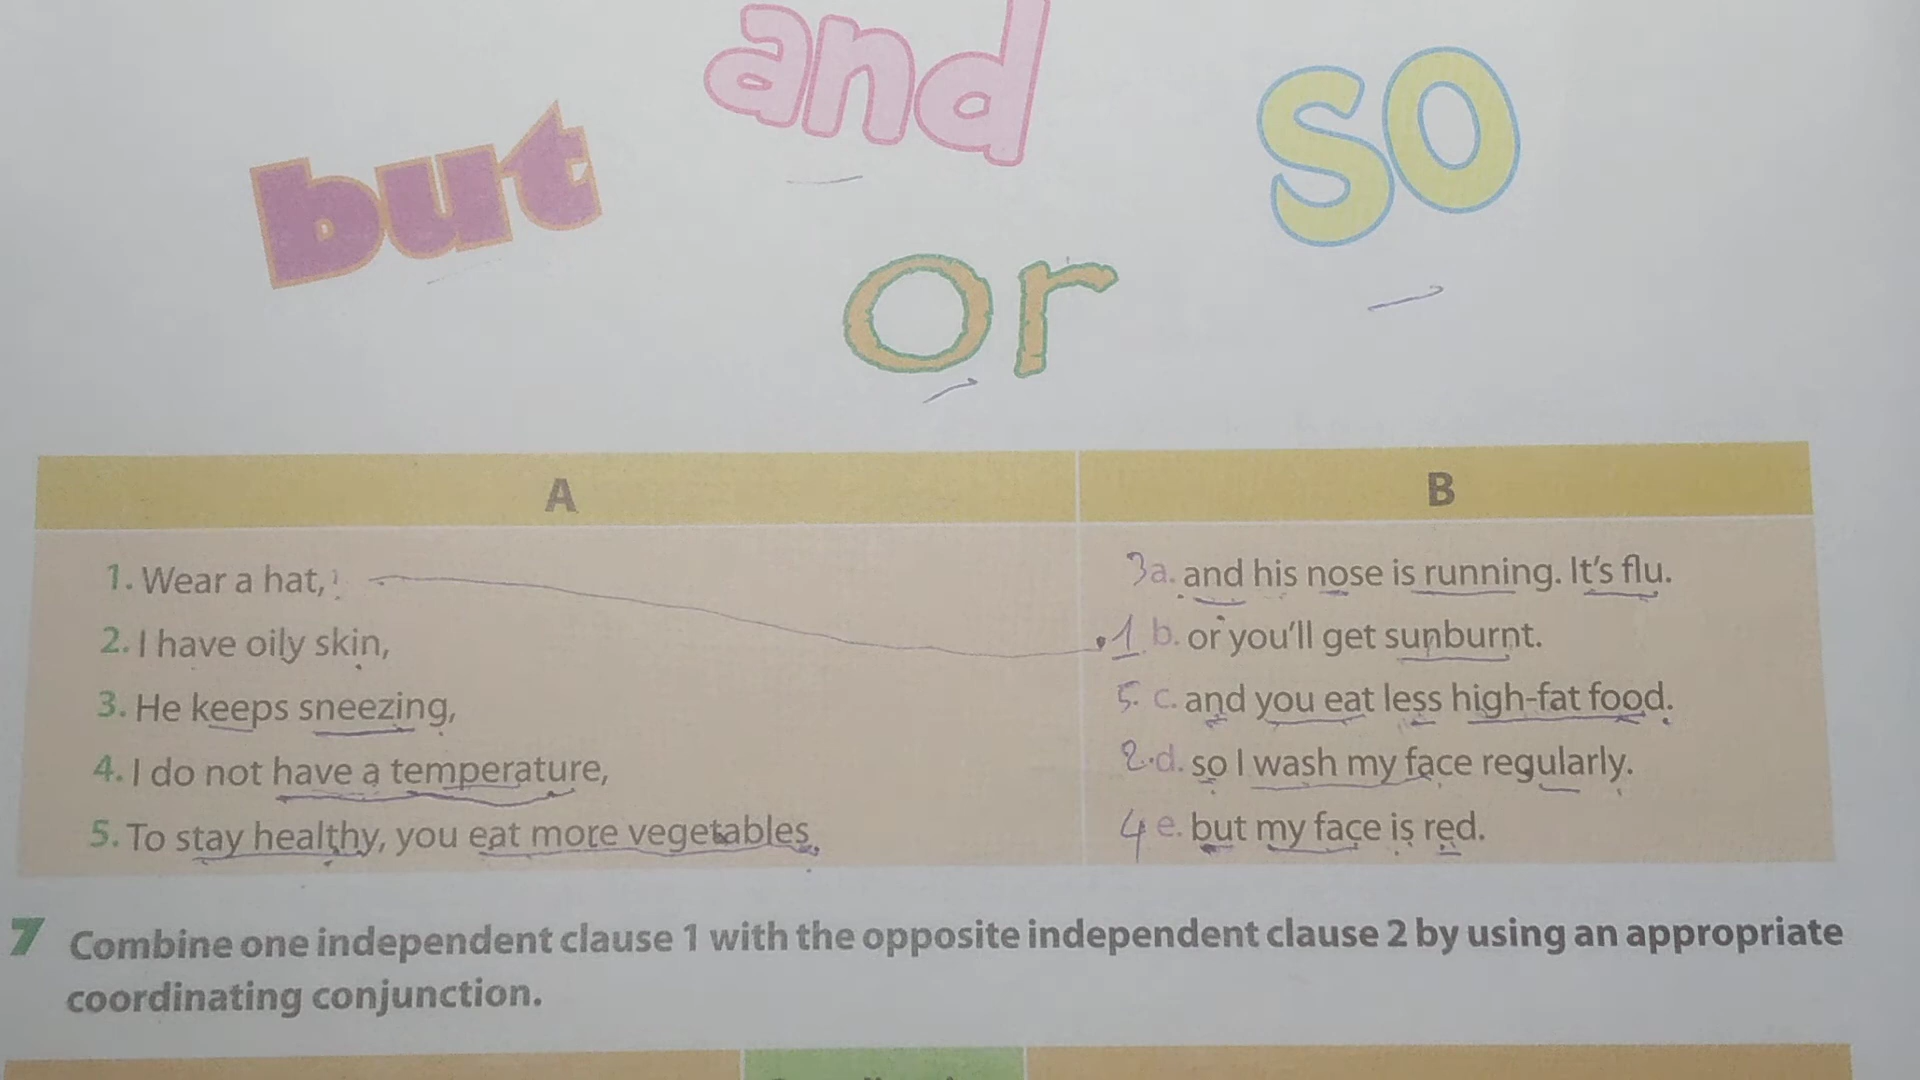 and
but
so
or
A
B
1. Wear a hat,
3 a. and his nose is running. It's flu.
2. I have oily skin,
1 b. or you'll get sunburnt.
3. He keeps sneezing,
5. c. and you eat less high-fat food.
4. I do not have a temperature,
2. d. so I wash my face regularly.
5. To stay healthy, you eat more vegetables,
4 e. but my face is red.
7 Combine one independent clause 1 with the opposite independent clause 2 by using an appropriate
coordinating conjunction.